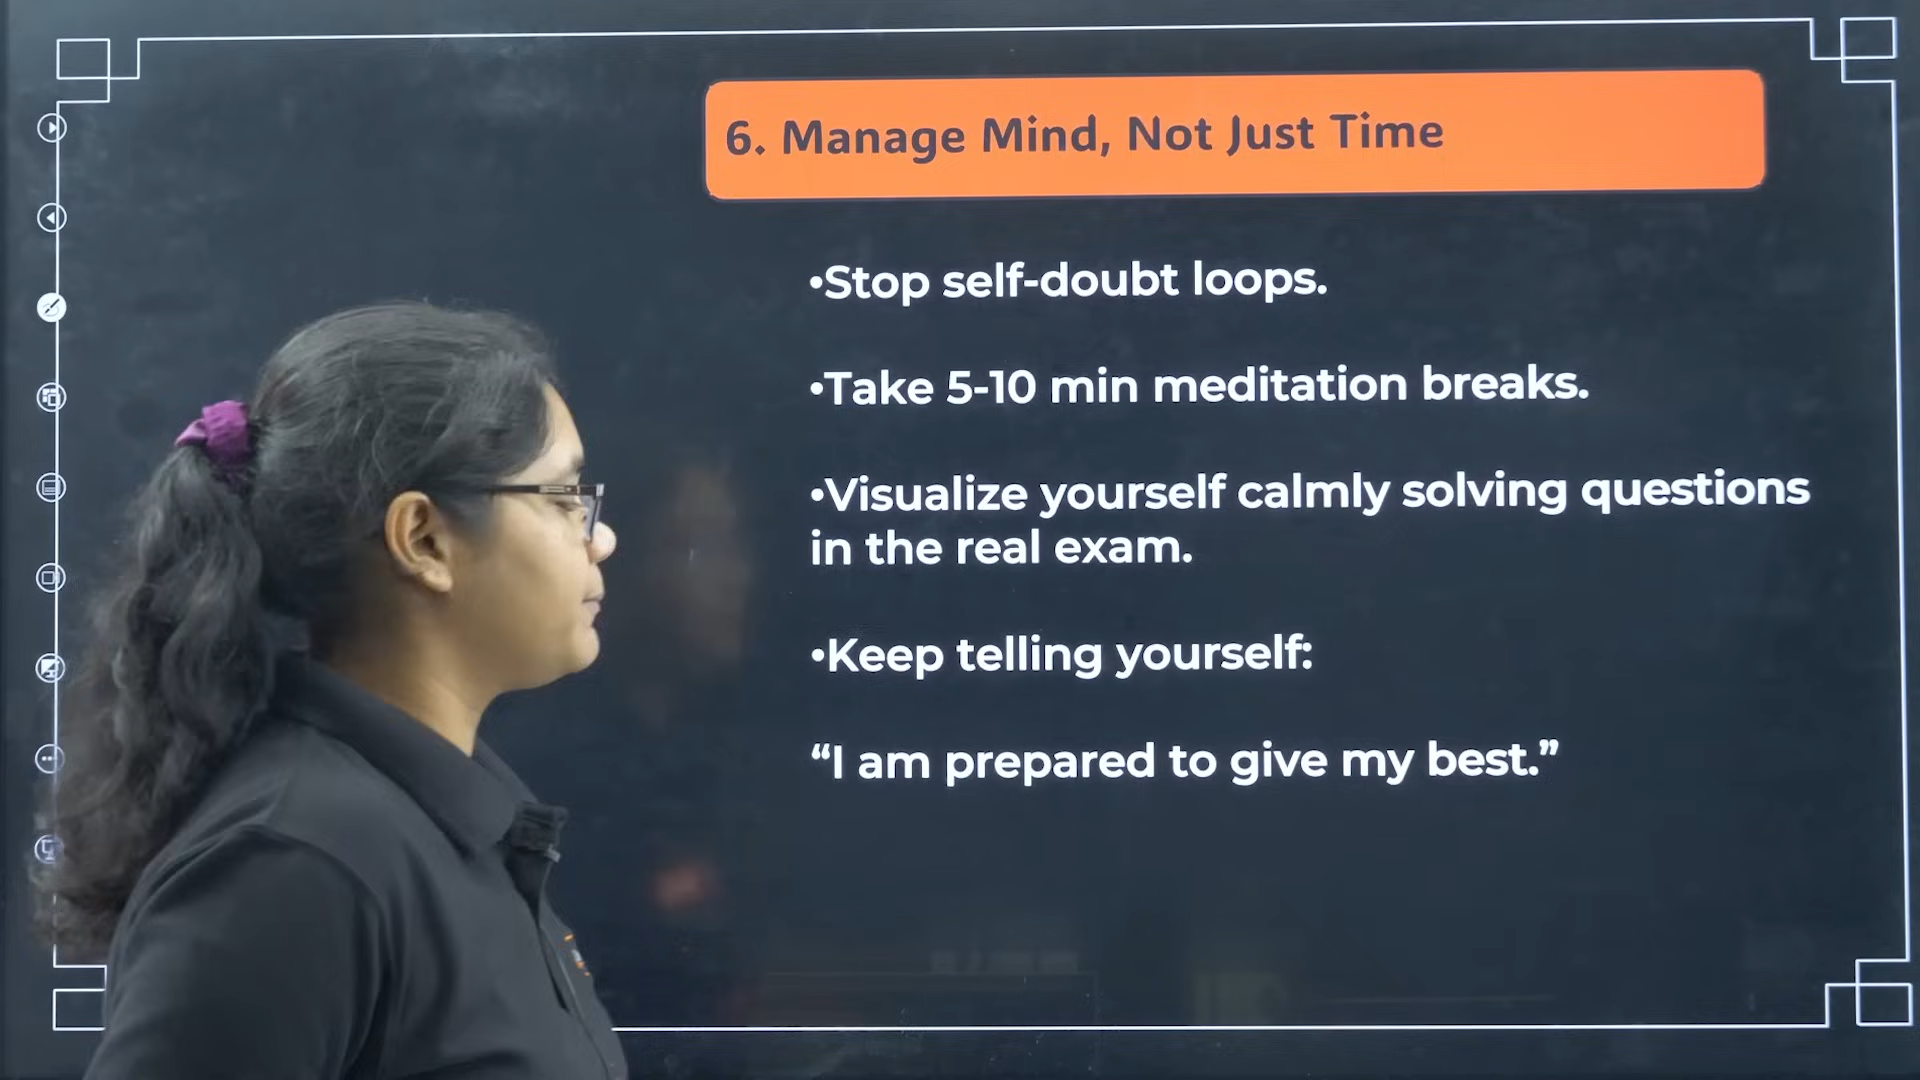 6. Manage Mind, Not Just Time
•Stop self-doubt loops.
•Take 5-10 min meditation breaks.
•Visualize yourself calmly solving questions
in the real exam.
•Keep telling yourself:
“I am prepared to give my best.”